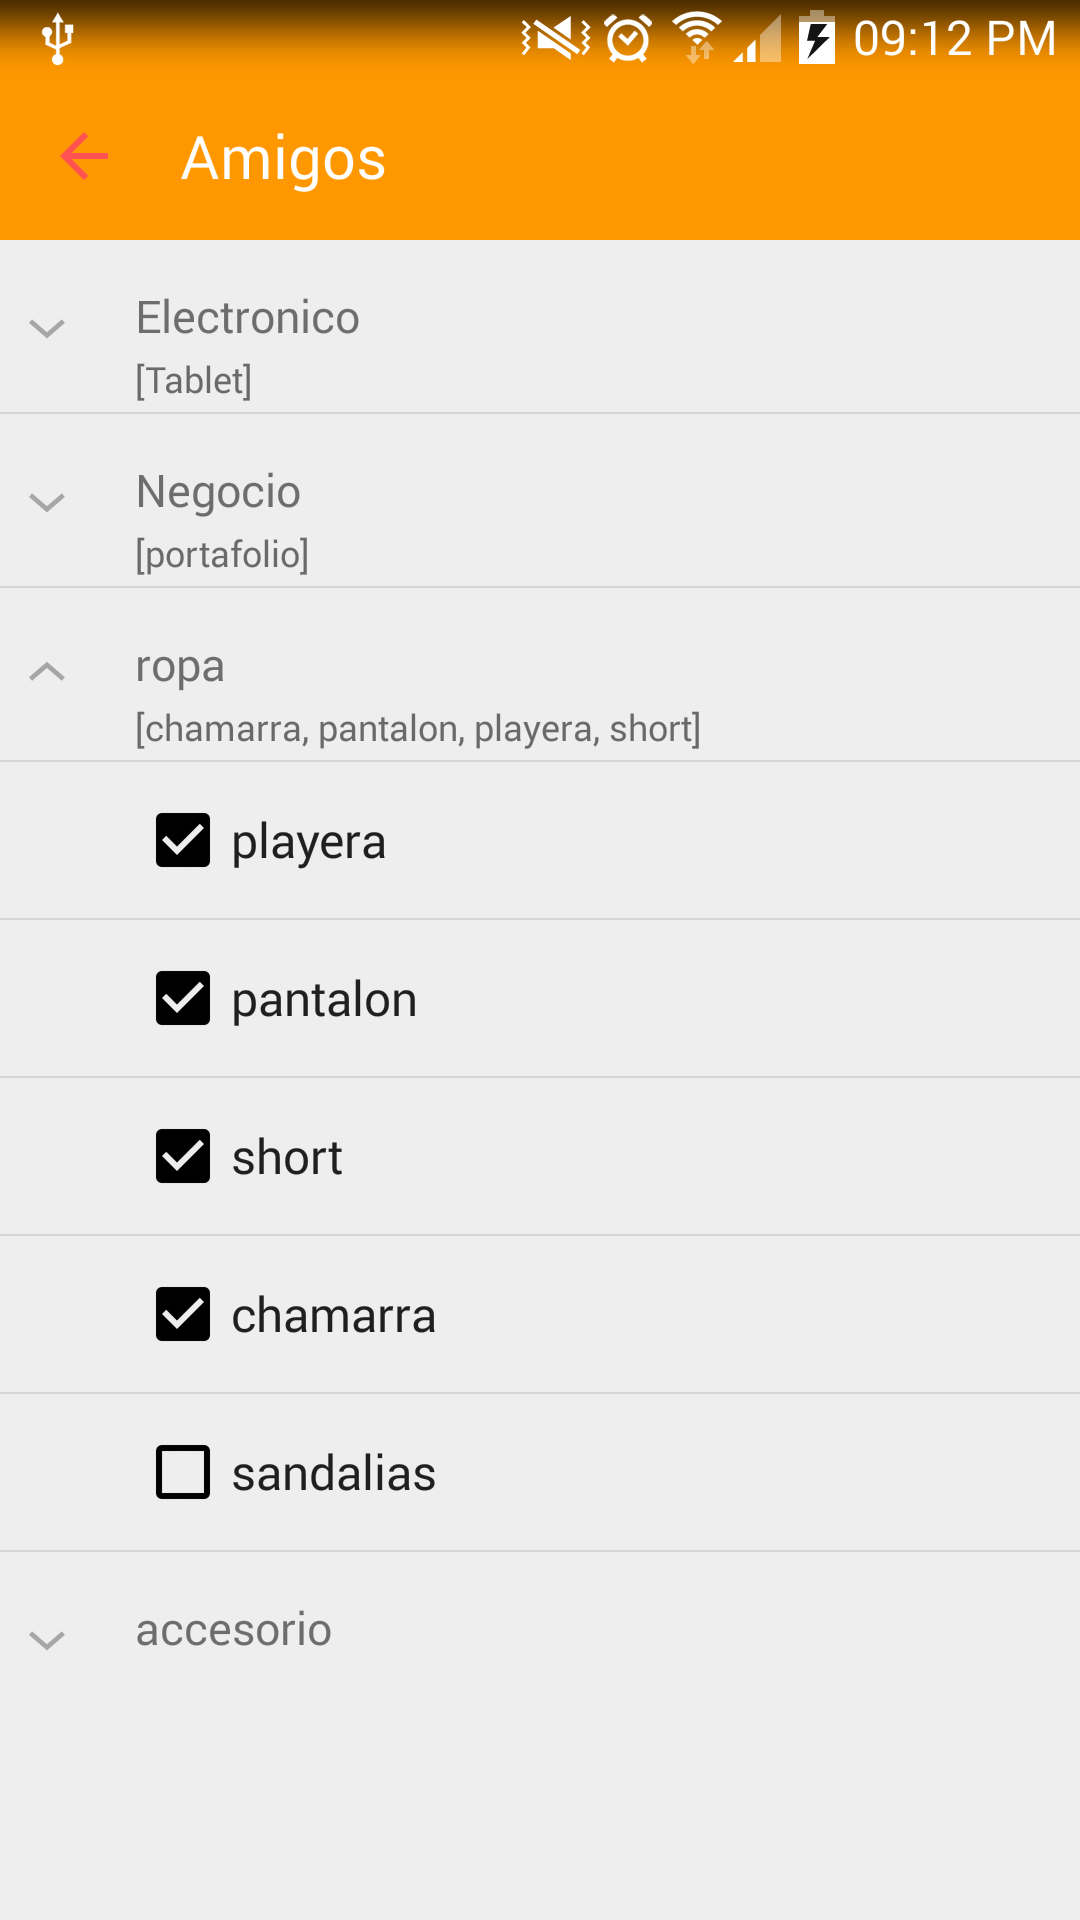 09:12 PM
Amigos
Electronico
[Tablet]
Negocio
[portafolio]
ropa
[chamarra, pantalon, playera, short]
playera
pantalon
short
chamarra
sandalias
accesorio